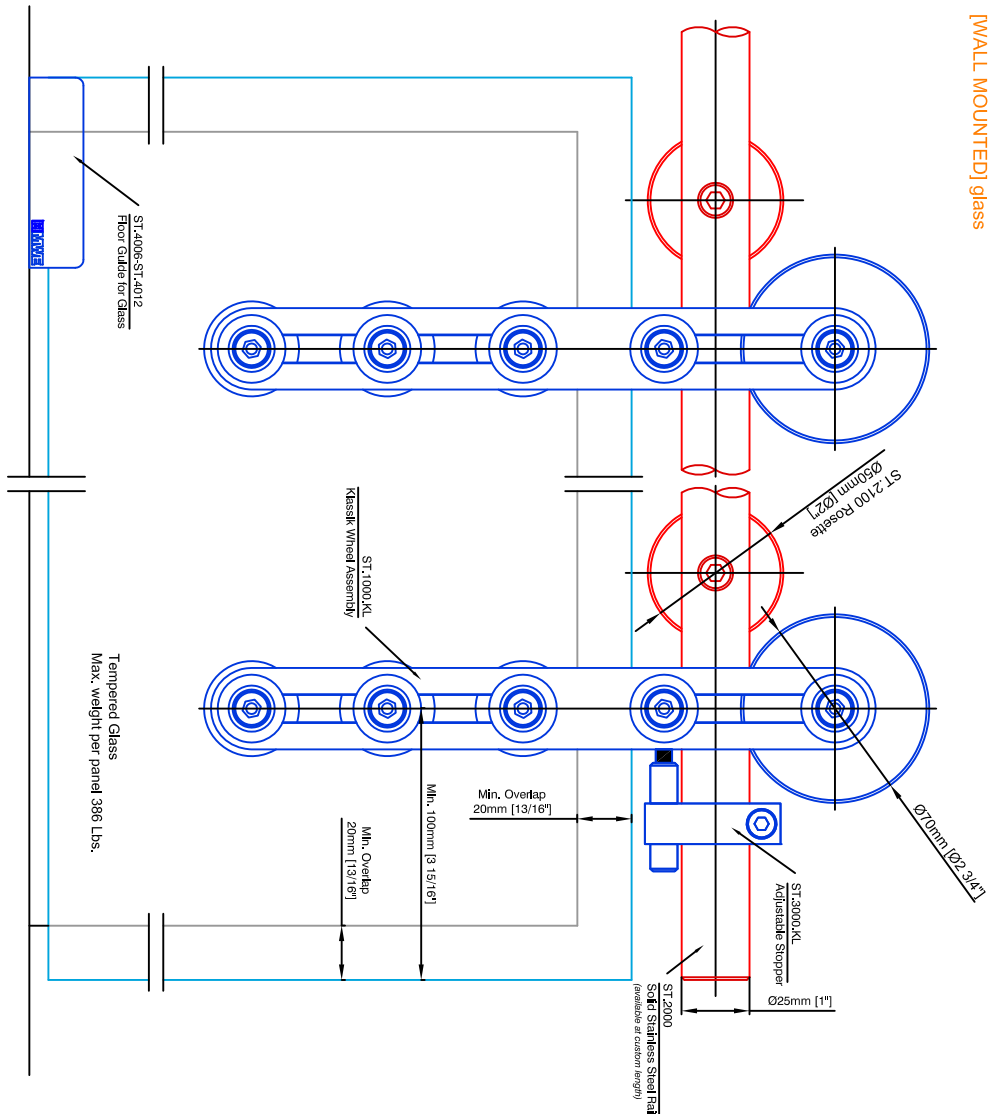 [WALL MOUNTED] glass
ST.4006-ST.4012
Floor Guide for Glass
MWE
ST.2100 Rosette
Ø50mm [Ø2"]
ST.1000.KL
Klassik Wheel Assembly
Ø70mm [Ø2 3/4"]
Tempered Glass
Max. weight per panel 386 Lbs.
Min. Overlap
20mm [13/16"]
Min. 100mm [3 15/16"]
Min. Overlap
20mm [13/16"]
ST.3000.KL
Adjustable Stopper
Ø25mm [1"]
ST.2000
Solid Stainless Steel Rail
(available at custom length)